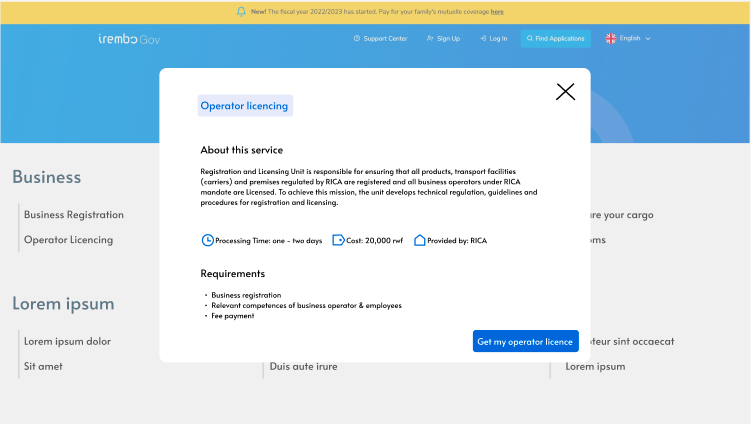 New! The fiscal year 2022/2023 has started. Pay for your family's mutuelle coverage here
irembo Gov
Support Center
Sign Up
Log In
Find Applications
English
Operator licencing
About this service
Registration and Licensing Unit is responsible for ensuring that all products, transport facilities
(carriers) and premises regulated by RICA are registered and all business operators under RICA
mandate are Licensed. To achieve this mission, the unit develops technical regulation, guidelines and
procedures for registration and licensing.
Processing Time: one - two days
Cost: 20,000 rwf
Provided by: RICA
Requirements
• Business registration
• Relevant competences of business operator & employees
• Fee payment
Get my operator licence
Business
Business Registration
Operator Licencing
your cargo
Lorem ipsum
Lorem ipsum dolor
Sit amet
Duis aute irure
sint occaecat
Lorem ipsum